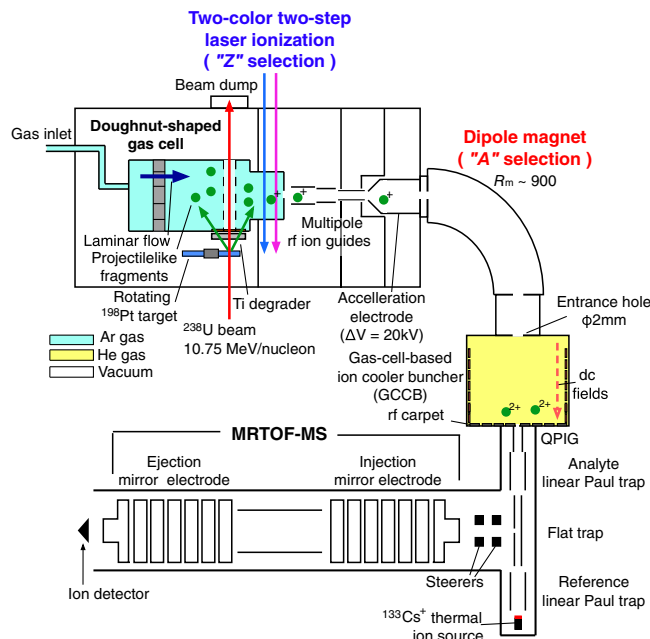 Two-color two-step
laser ionization
( "Z" selection )
Beam dump
Gas inlet
Doughnut-shaped
gas cell
Dipole magnet
( "A" selection )
Rm ~ 900
+
+
+
+
Laminar flow
Projectilelike
fragments
Multipole
rf ion guides
Rotating
198Pt target
Ti degrader
238U beam
10.75 MeV/nucleon
Accelleration
electrode
(ΔV = 20kV)
Entrance hole
ϕ2mm
Ar gas
He gas
Vacuum
Gas-cell-based
ion cooler buncher
(GCCB)
rf carpet
2+
2+
dc
fields
QPIG
MRTOF-MS
Ejection
mirror electrode
Injection
mirror electrode
Analyte
linear Paul trap
Flat trap
Steerers
Reference
linear Paul trap
Ion detector
133Cs+ thermal
ion source